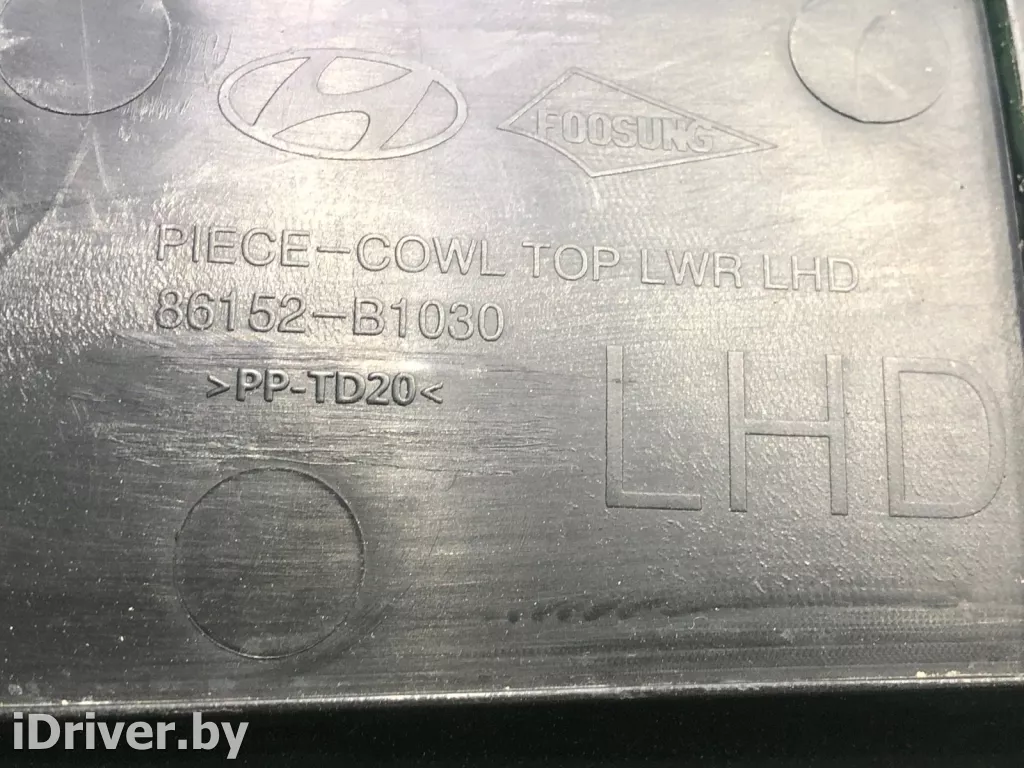 FOOSUNG
PIECE-COWL TOP LWR LHD
86152-B1030
>PP-TD20<
LHD
iDriver.by